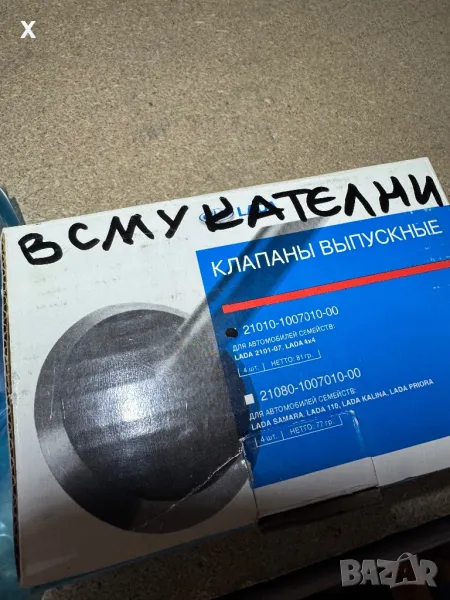 X
ВСМУКАТЕЛНИ
КЛАПАНЫ ВЫПУСКНЫЕ
21010-1007010-00
ДЛЯ АВТОМОБИЛЕЙ СЕМЕЙСТВ:
LADA 2101-07, LADA 4x4
4 шт. НЕТТО: 81 гр.
21080-1007010-00
ДЛЯ АВТОМОБИЛЕЙ СЕМЕЙСТВ:
LADA SAMARA, LADA 110, LADA KALINA, LADA PRIORA
4 шт. НЕТТО: 77 гр.
BAZAR